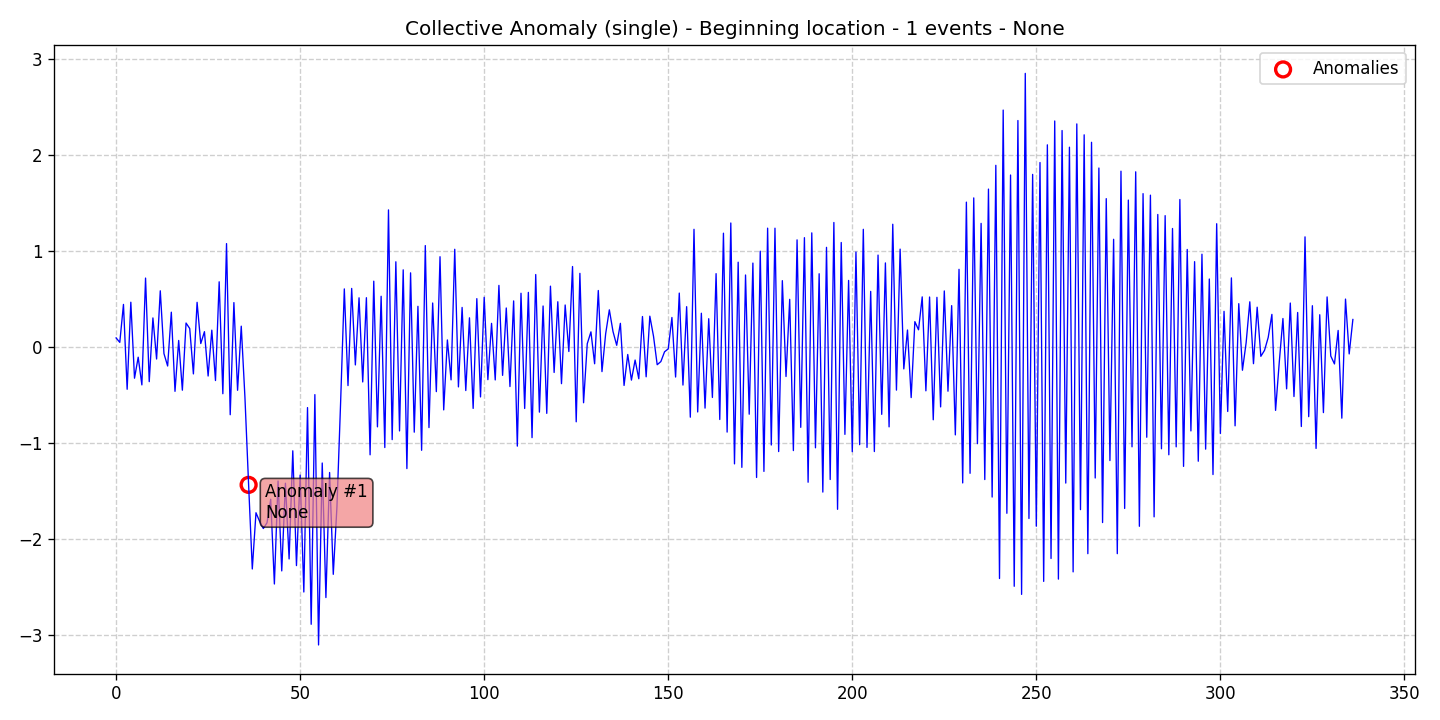 Collective Anomaly (single) - Beginning location - 1 events - None
Anomalies
3
2
1
0
−1
−2
−3
Anomaly #1
None
0 50 100 150 200 250 300 350